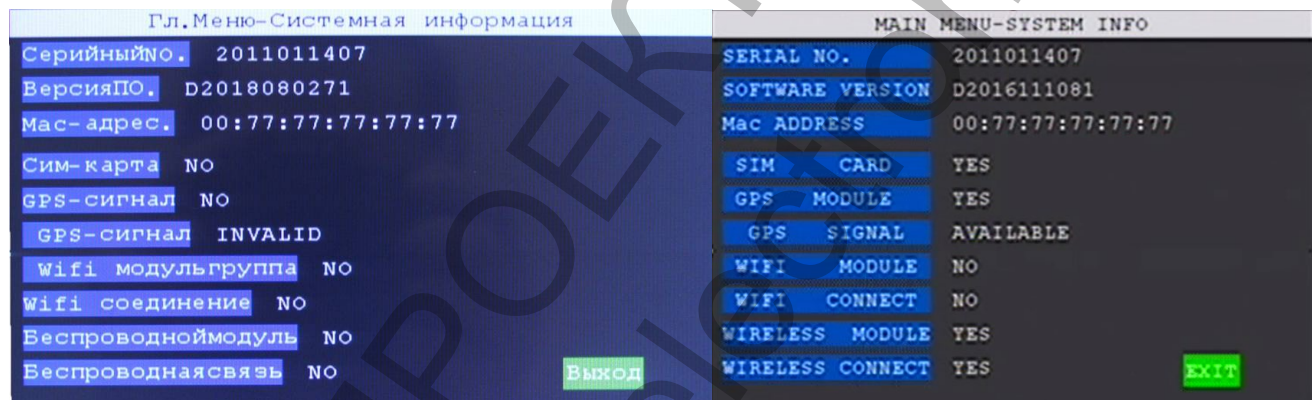 Гл.Меню-Системная информация
СерийныйNO. 2011011407
ВерсияПО. D2018080271
Mac-адрес. 00:77:77:77:77:77
Сим-карта NO
GPS-сигнал NO
GPS-сигнал INVALID
Wifi модульгруппа NO
Wifi соединение NO
Беспроводноймодуль NO
Беспроводнаясвязь NO
Выход
MAIN MENU-SYSTEM INFO
SERIAL NO. 2011011407
SOFTWARE VERSION D2016111081
Mac ADDRESS 00:77:77:77:77:77
SIM CARD YES
GPS MODULE YES
GPS SIGNAL AVAILABLE
WIFI MODULE NO
WIFI CONNECT NO
WIRELESS MODULE YES
WIRELESS CONNECT YES
EXIT